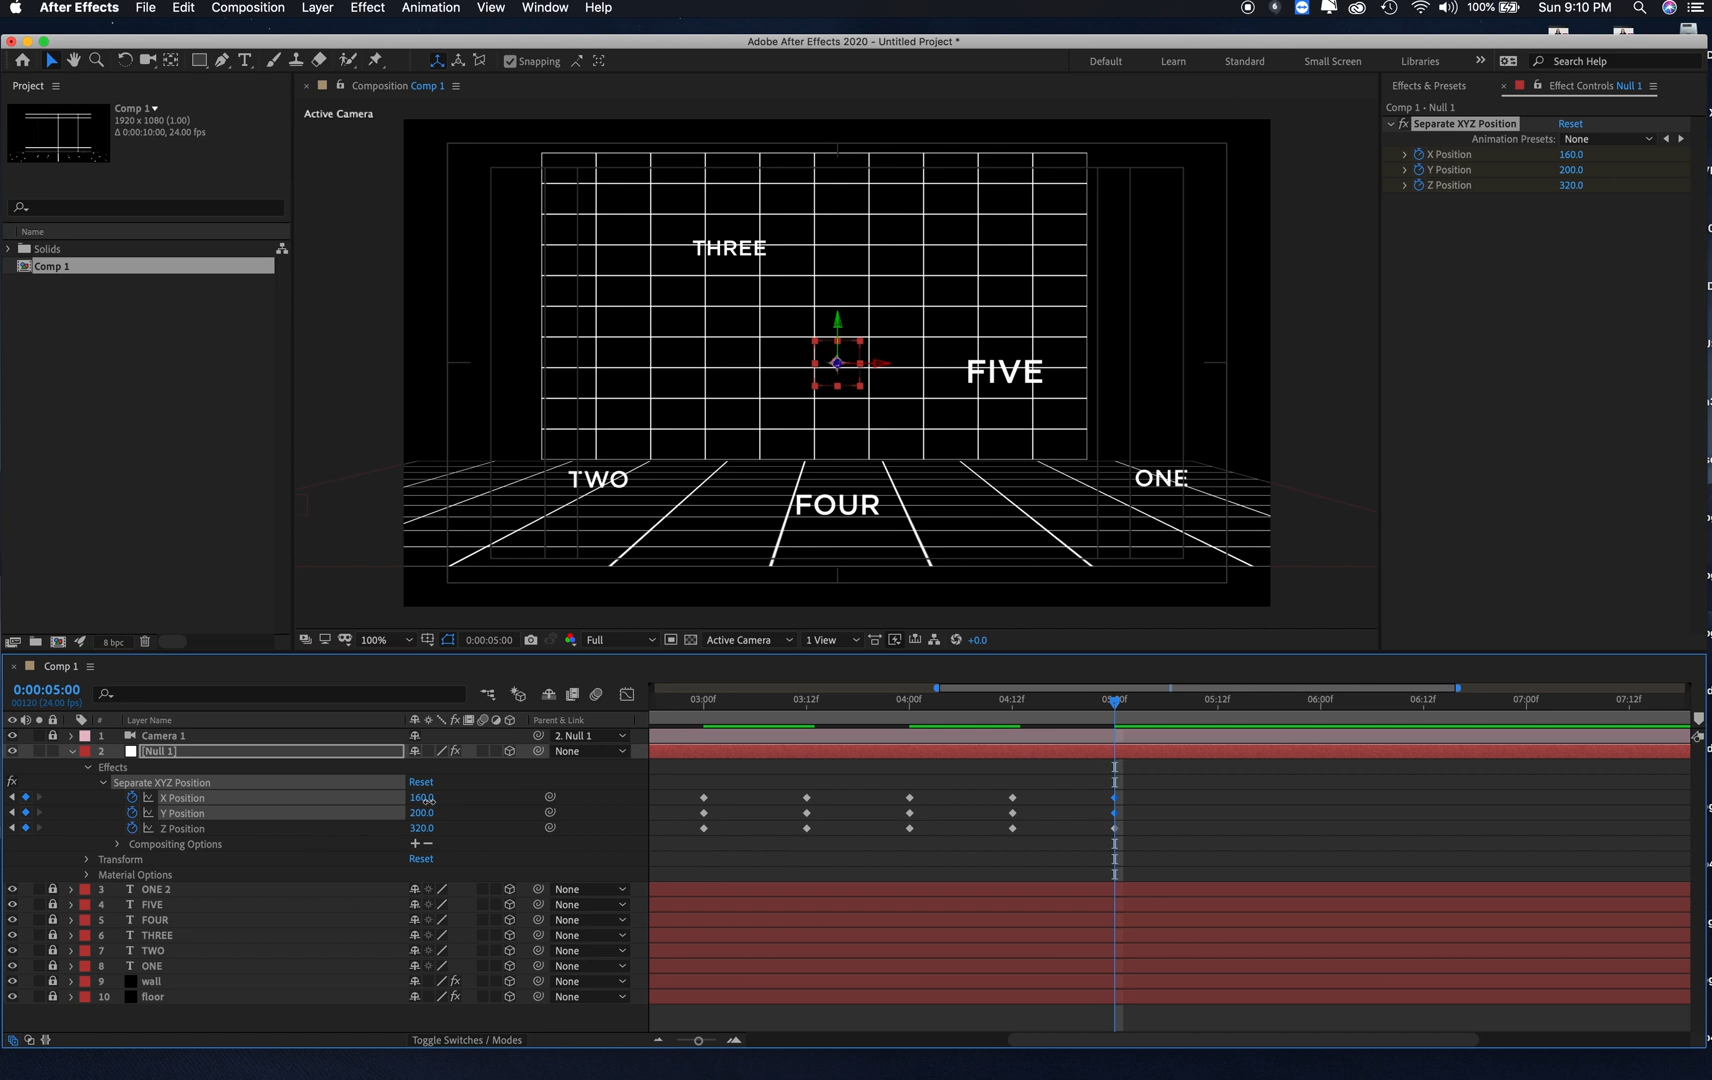 After Effects File Edit Composition Layer Effect Animation View Window Help 6 100% Sun 9:10 PM
Adobe After Effects 2020 - Untitled Project *
Snapping Default Learn Standard Small Screen Libraries Search Help
Project Composition Comp 1 Effects & Presets Effect Controls Null 1
Comp 1
1920 x 1080 (1.00)
Δ 0:00:10:00, 24.00 fps
Active Camera
Comp 1 • Null 1
fx Separate XYZ Position Reset
Animation Presets: None
X Position 160.0
Y Position 200.0
Z Position 320.0
Name
Solids
Comp 1
THREE
FIVE
TWO
ONE
FOUR
8 bpc 100% 0:00:05:00 Full Active Camera 1 View +0.0
Comp 1
0:00:05:00
00120 (24.00 fps)
03:00f 03:12f 04:00f 04:12f 05:00f 05:12f 06:00f 06:12f 07:00f 07:12f
# Layer Name fx Parent & Link
1 Camera 1 2. Null 1
2 [Null 1] fx None
Effects
fx Separate XYZ Position Reset
X Position 160.0
Y Position 200.0
Z Position 320.0
Compositing Options + −
Transform Reset
Material Options
3 T ONE 2 None
4 T FIVE None
5 T FOUR None
6 T THREE None
7 T TWO None
8 T ONE None
9 wall fx None
10 floor fx None
Toggle Switches / Modes